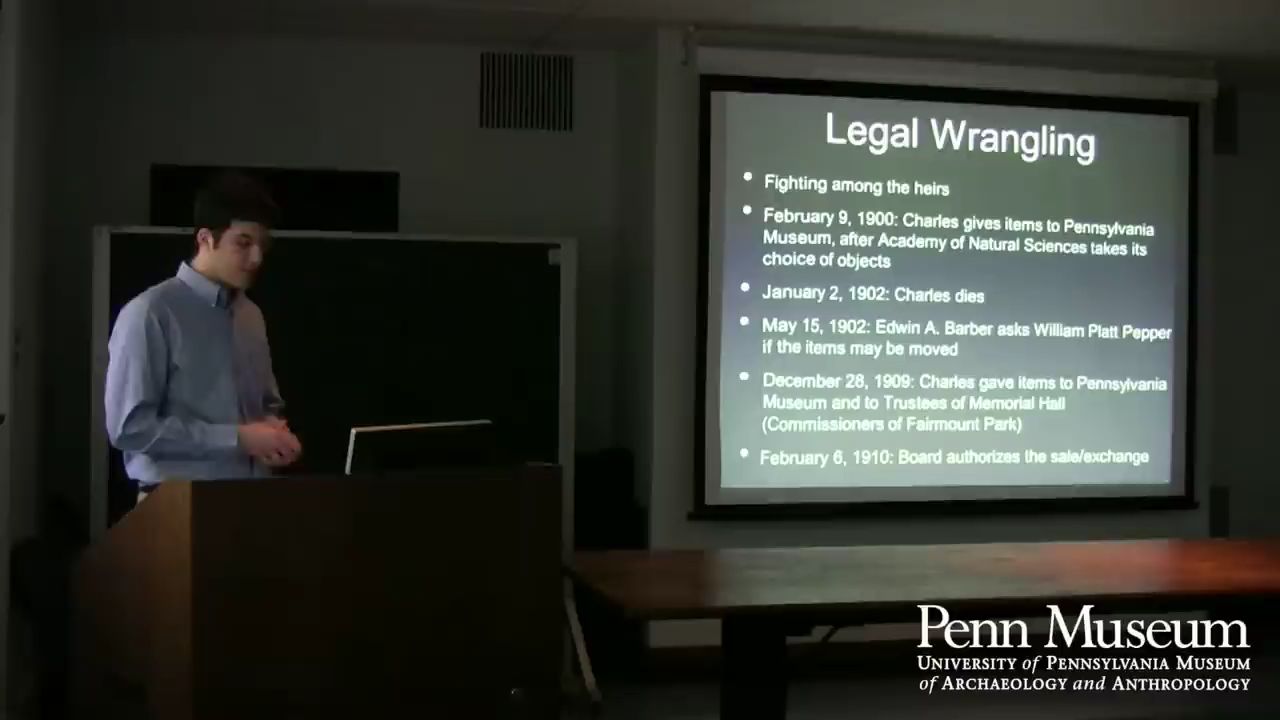 Legal Wrangling
• Fighting among the heirs
• February 9, 1900: Charles gives items to Pennsylvania
Museum, after Academy of Natural Sciences takes its
choice of objects
• January 2, 1902: Charles dies
• May 15, 1902: Edwin A. Barber asks William Platt Pepper
if the items may be moved
• December 28, 1909: Charles gave items to Pennsylvania
Museum and to Trustees of Memorial Hall
(Commissioners of Fairmount Park)
• February 6, 1910: Board authorizes the sale/exchange
Penn Museum
UNIVERSITY of PENNSYLVANIA MUSEUM
of ARCHAEOLOGY and ANTHROPOLOGY